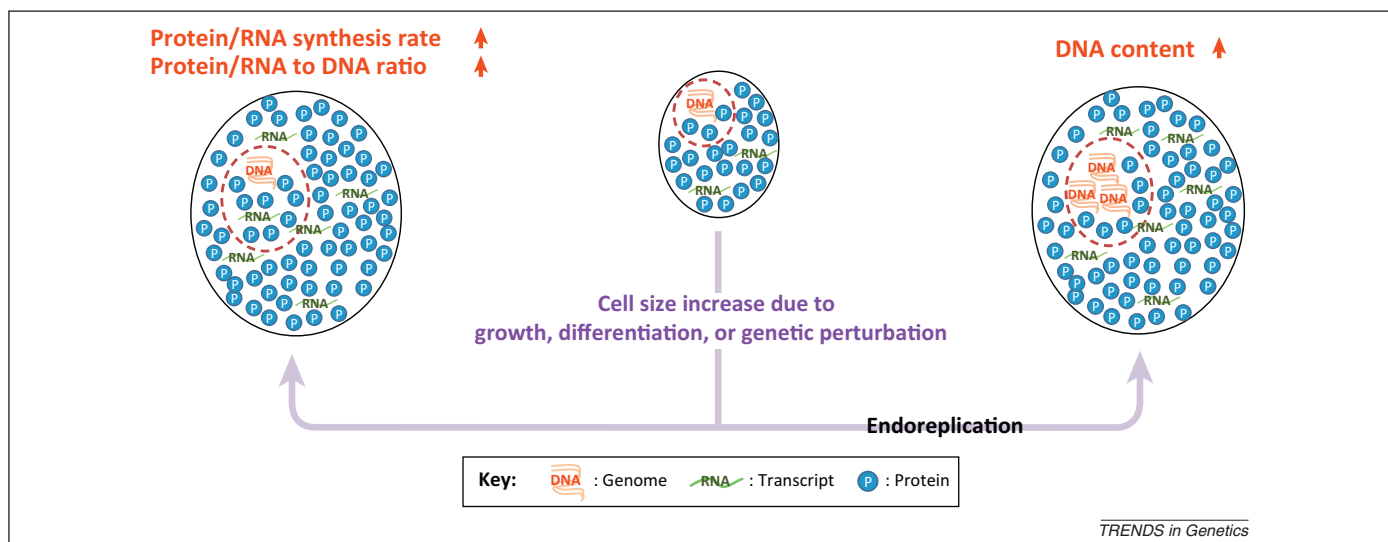 Protein/RNA synthesis rate
Protein/RNA to DNA ratio
DNA content
P P P P P P P P P P P P P P P P P P P P P P P P P P P P P P P P P P P P P P P P P P P P P P P P P P P P P P P P P P P P P P P P P P
RNA
DNA
RNA
RNA
RNA
RNA
RNA
DNA
RNA
RNA
RNA
DNA
RNA
DNA
DNA
RNA
RNA
RNA
Cell size increase due to
growth, differentiation, or genetic perturbation
Endoreplication
Key: DNA : Genome RNA : Transcript P : Protein
TRENDS in Genetics